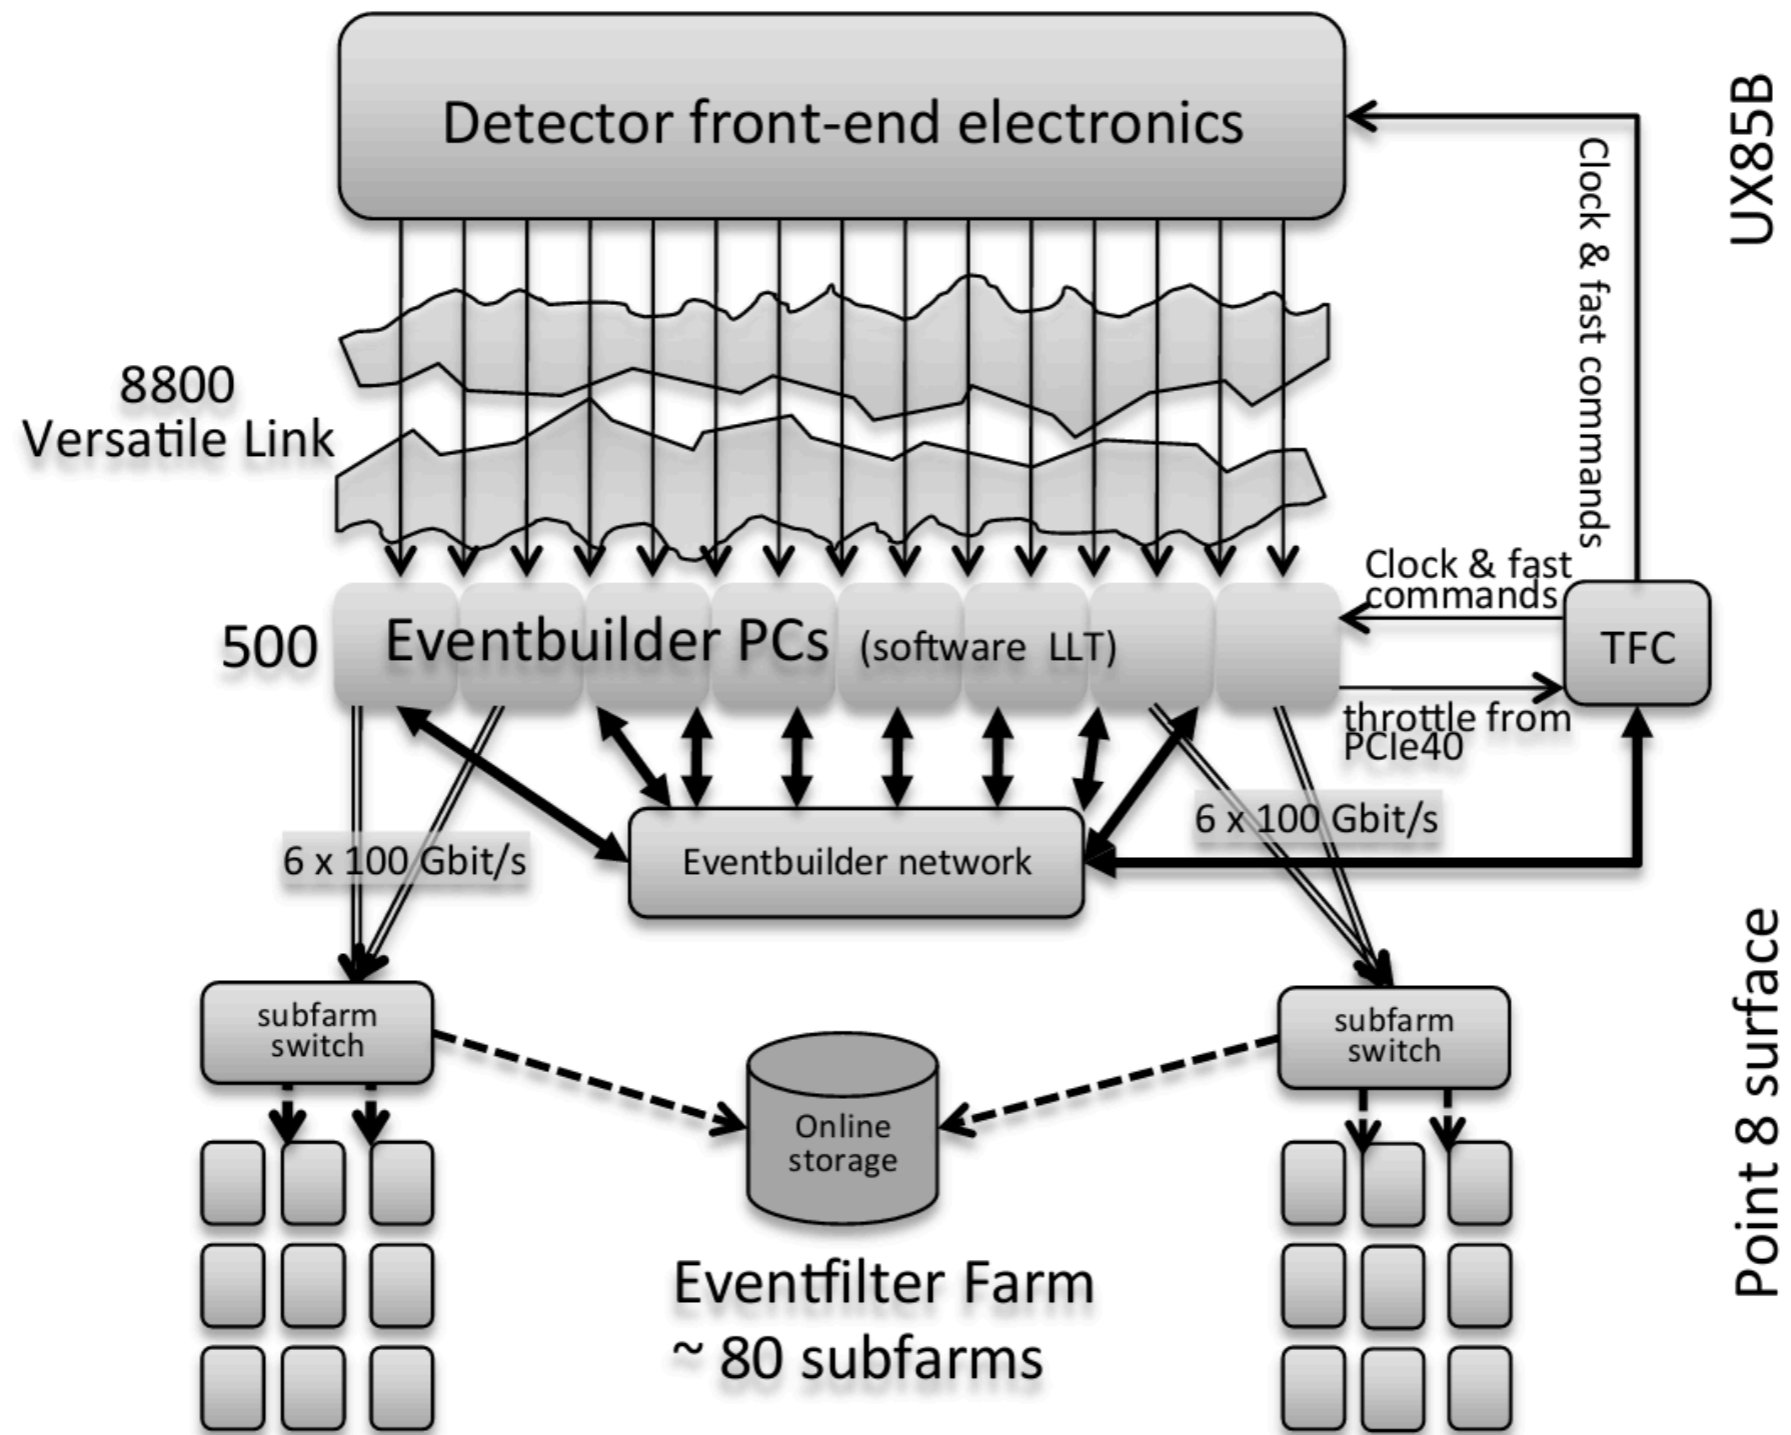 Detector front-end electronics
UX85B
Clock & fast commands
8800
Versatile Link
Clock & fast
commands
500
Eventbuilder PCs (software LLT)
TFC
throttle from
PCIe40
6 x 100 Gbit/s
6 x 100 Gbit/s
Eventbuilder network
Point 8 surface
subfarm
switch
subfarm
switch
Online
storage
Eventfilter Farm
~ 80 subfarms